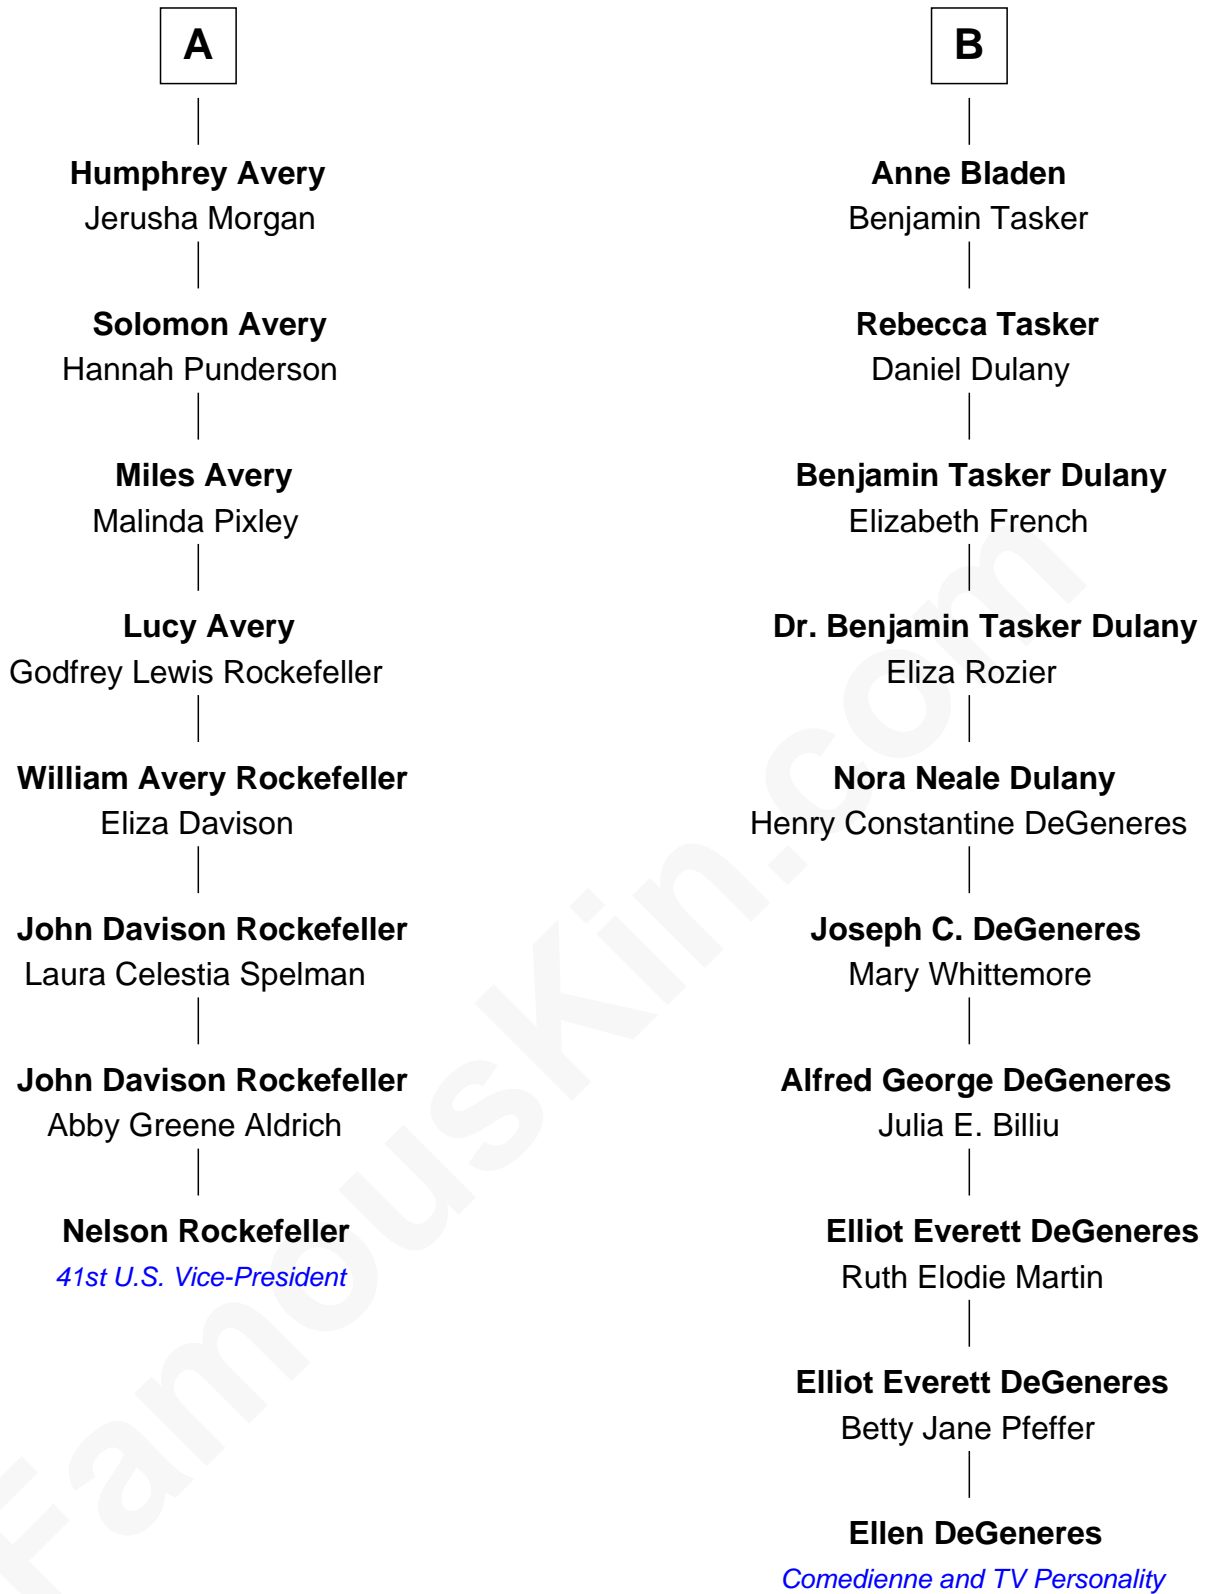 A
Humphrey Avery
Jerusha Morgan
Solomon Avery
Hannah Punderson
Miles Avery
Malinda Pixley
Lucy Avery
Godfrey Lewis Rockefeller
William Avery Rockefeller
Eliza Davison
John Davison Rockefeller
Laura Celestia Spelman
John Davison Rockefeller
Abby Greene Aldrich
Nelson Rockefeller
41st U.S. Vice-President
B
Anne Bladen
Benjamin Tasker
Rebecca Tasker
Daniel Dulany
Benjamin Tasker Dulany
Elizabeth French
Dr. Benjamin Tasker Dulany
Eliza Rozier
Nora Neale Dulany
Henry Constantine DeGeneres
Joseph C. DeGeneres
Mary Whittemore
Alfred George DeGeneres
Julia E. Billiu
Elliot Everett DeGeneres
Ruth Elodie Martin
Elliot Everett DeGeneres
Betty Jane Pfeffer
Ellen DeGeneres
Comedienne and TV Personality
FamousKin.com